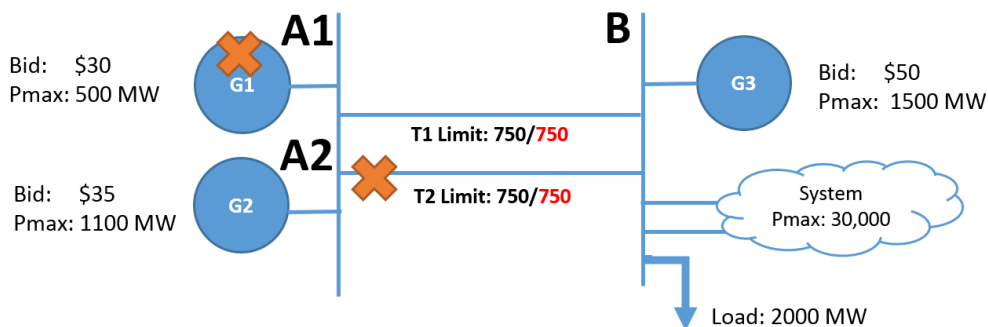 A1
B
Bid: $30
Pmax: 500 MW
G1
G3
Bid: $50
Pmax: 1500 MW
T1 Limit: 750/750
A2
Bid: $35
Pmax: 1100 MW
G2
T2 Limit: 750/750
System
Pmax: 30,000
Load: 2000 MW